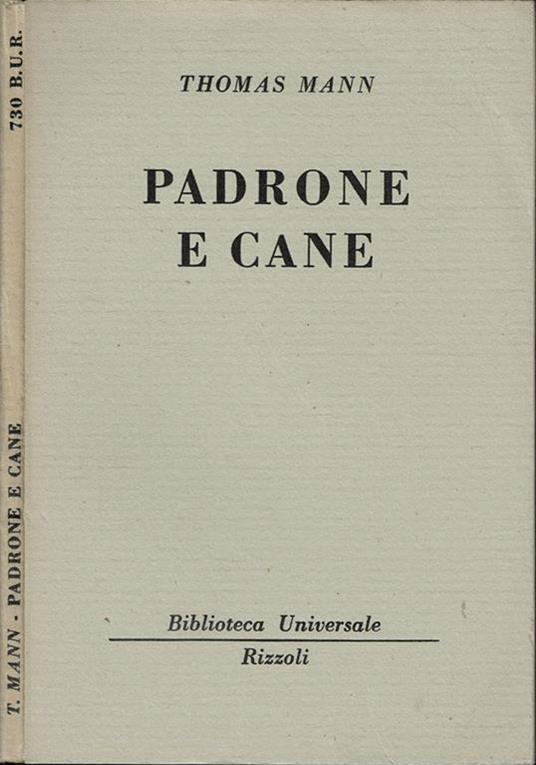 THOMAS MANN
PADRONE
E CANE
Biblioteca Universale
Rizzoli
T. MANN - PADRONE E CANE
730 B.U.R.